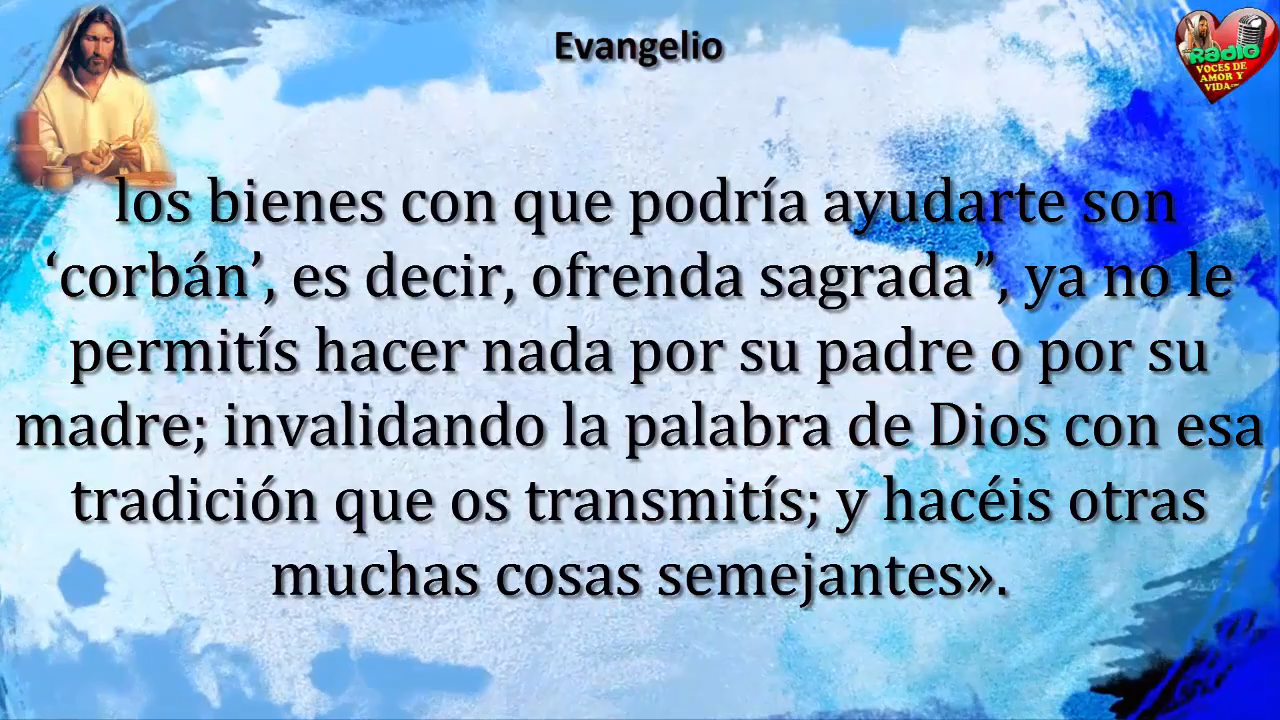 Evangelio
Radio
VOCES DE
AMOR Y
VIDA
los bienes con que podría ayudarte son
‘corbán’, es decir, ofrenda sagrada”, ya no le
permitís hacer nada por su padre o por su
madre; invalidando la palabra de Dios con esa
tradición que os transmitís; y hacéis otras
muchas cosas semejantes».